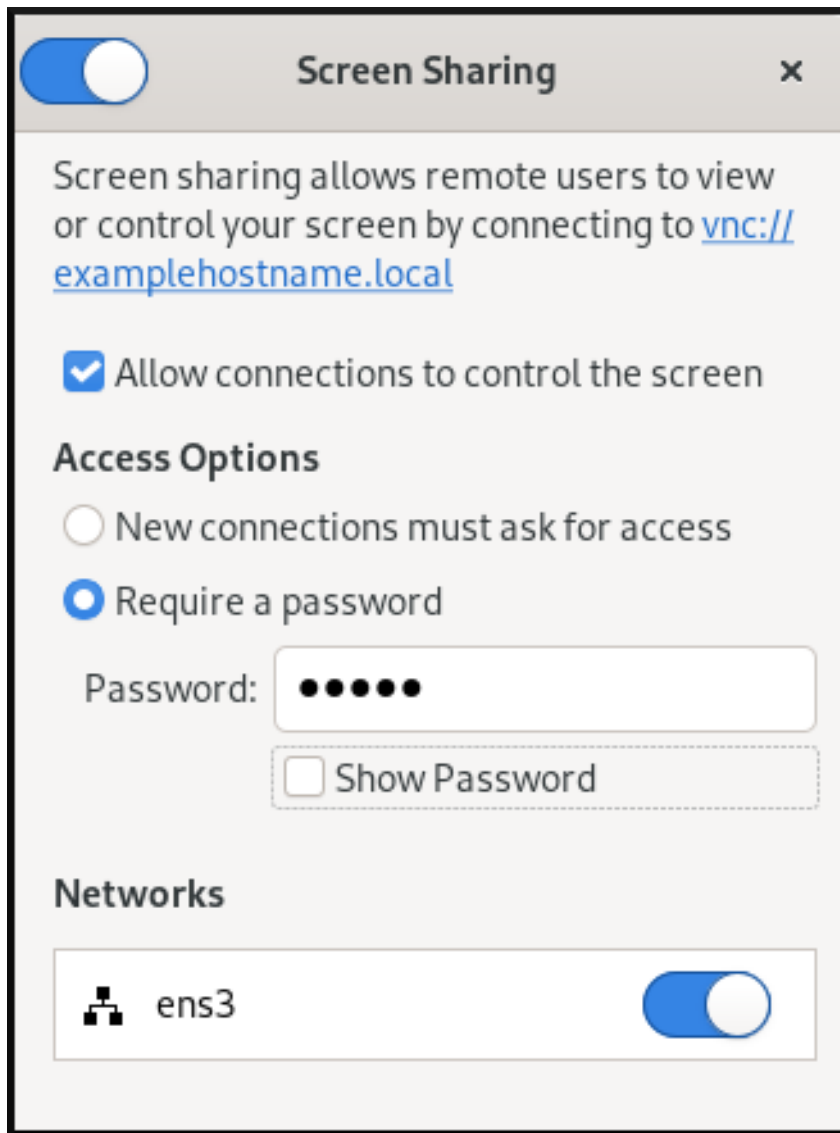 Screen Sharing
Screen sharing allows remote users to view
or control your screen by connecting to vnc://
examplehostname.local
Allow connections to control the screen
Access Options
New connections must ask for access
Require a password
Password: •••••
Show Password
Networks
ens3